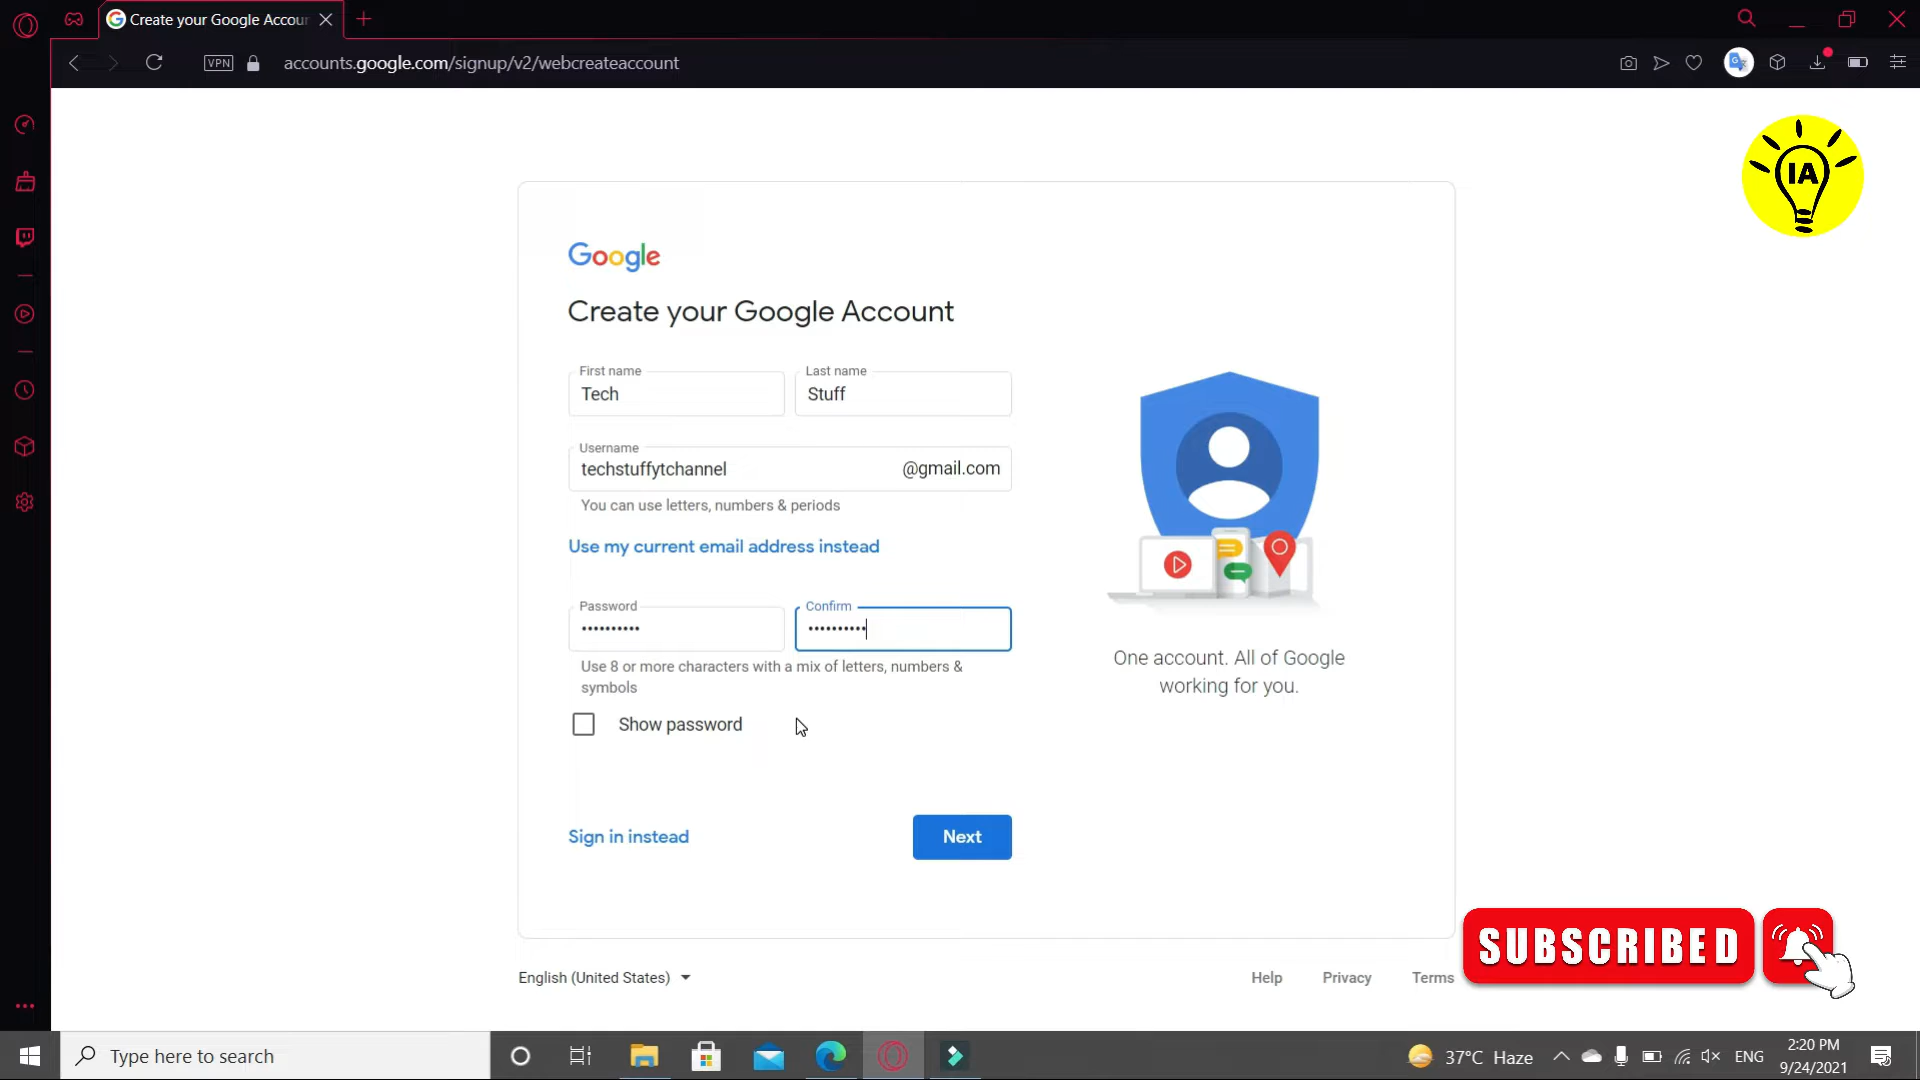 Create your Google Accour
VPN
accounts.google.com/signup/v2/webcreateaccount
IA
Google
Create your Google Account
First name
Tech
Last name
Stuff
Username
techstuffytchannel
@gmail.com
You can use letters, numbers & periods
Use my current email address instead
Password
••••••••••
Confirm
••••••••••
Use 8 or more characters with a mix of letters, numbers &
symbols
Show password
Sign in instead
Next
One account. All of Google
working for you.
English (United States)
Help
Privacy
Terms
SUBSCRIBED
Type here to search
37°C Haze
ENG
2:20 PM
9/24/2021